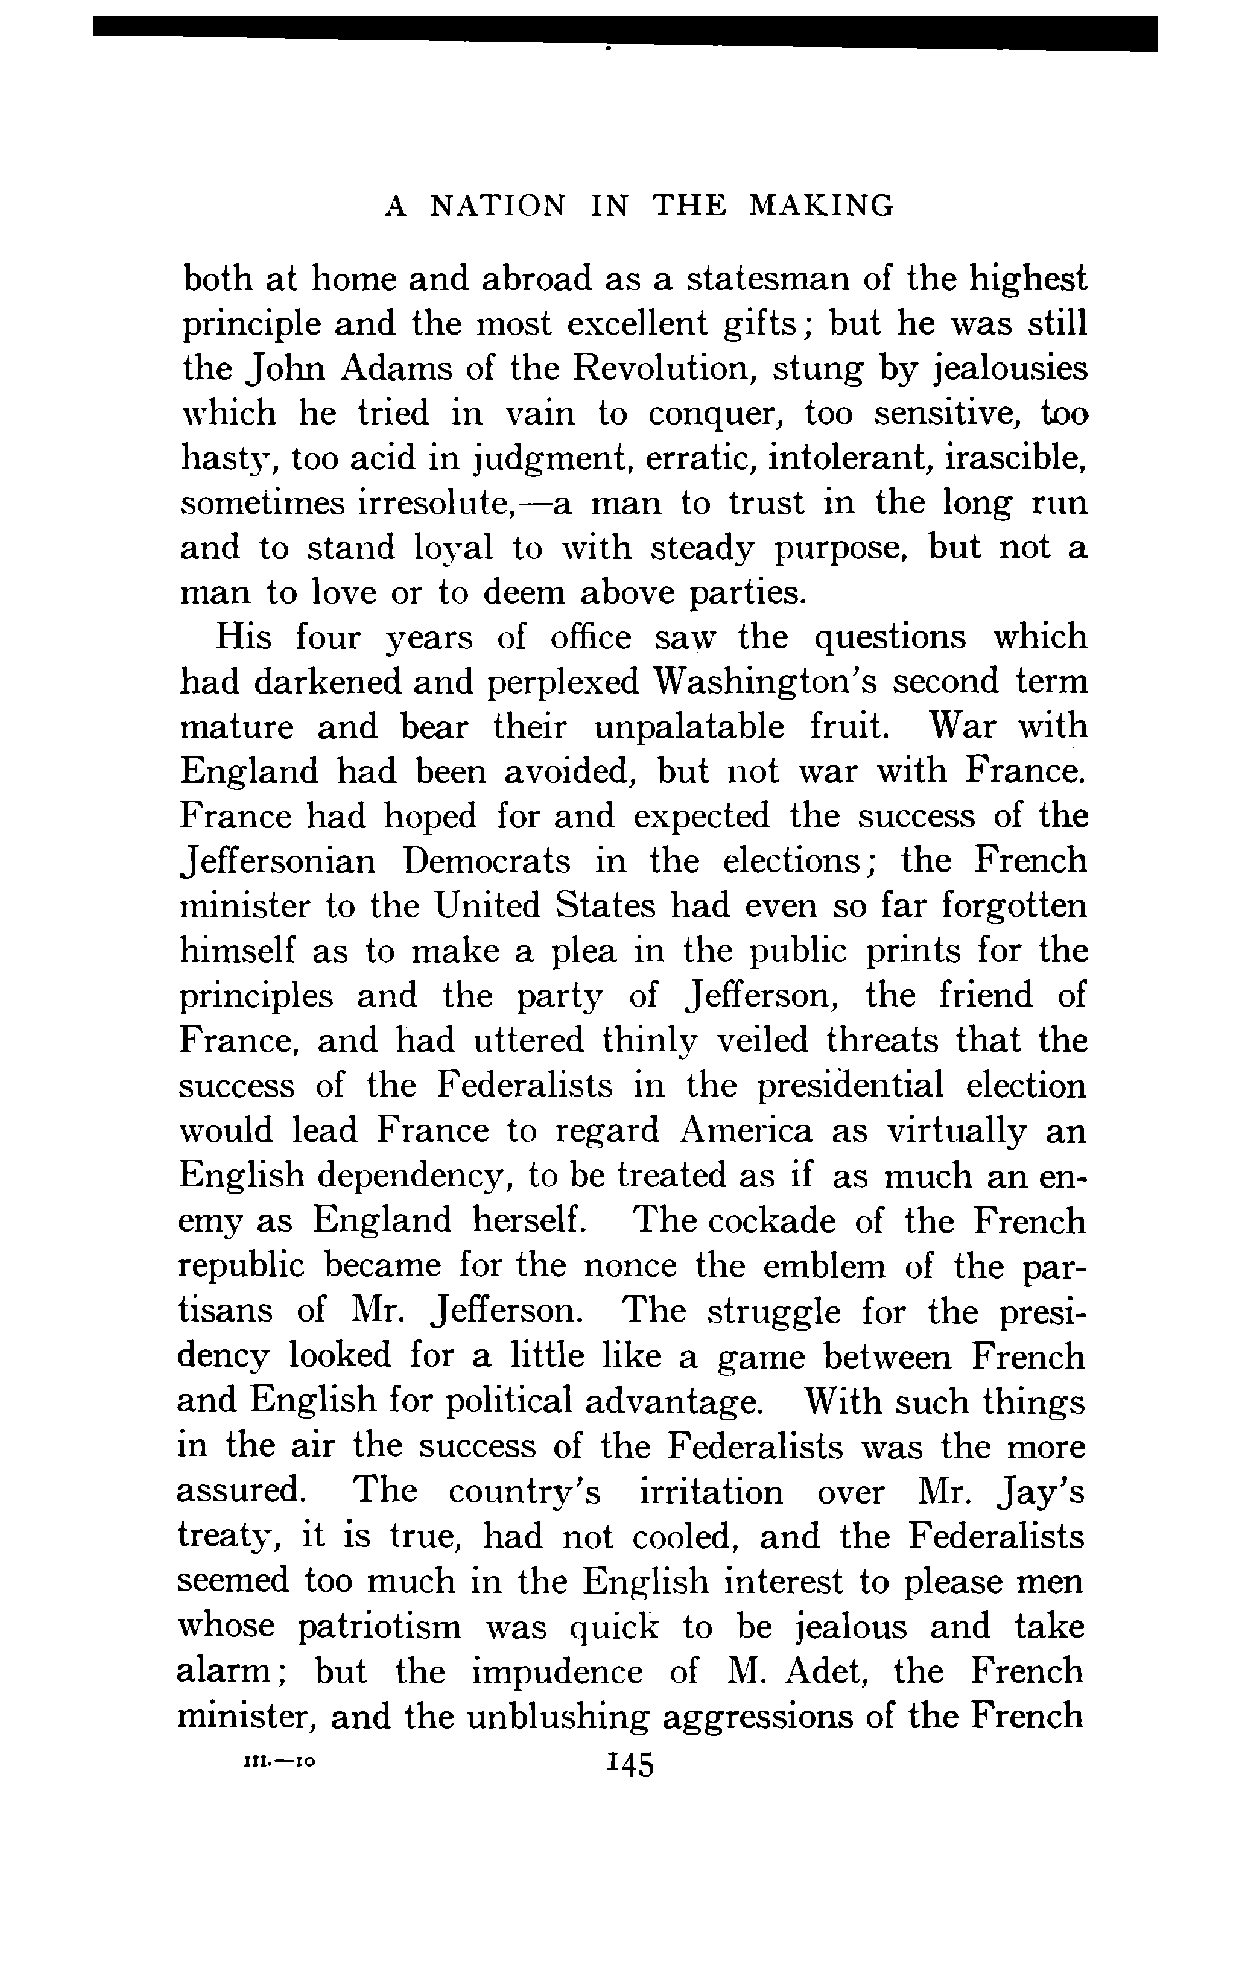 A NATION IN THE MAKING
both at home and abroad as a statesman of the highest
principle and the most excellent gifts; but he was still
the John Adams of the Revolution, stung by jealousies
which he tried in vain to conquer, too sensitive, too
hasty, too acid in judgment, erratic, intolerant, irascible,
sometimes irresolute,—a man to trust in the long run
and to stand loyal to with steady purpose, but not a
man to love or to deem above parties.
His four years of office saw the questions which
had darkened and perplexed Washington's second term
mature and bear their unpalatable fruit. War with
England had been avoided, but not war with France.
France had hoped for and expected the success of the
Jeffersonian Democrats in the elections; the French
minister to the United States had even so far forgotten
himself as to make a plea in the public prints for the
principles and the party of Jefferson, the friend of
France, and had uttered thinly veiled threats that the
success of the Federalists in the presidential election
would lead France to regard America as virtually an
English dependency, to be treated as if as much an en-
emy as England herself. The cockade of the French
republic became for the nonce the emblem of the par-
tisans of Mr. Jefferson. The struggle for the presi-
dency looked for a little like a game between French
and English for political advantage. With such things
in the air the success of the Federalists was the more
assured. The country's irritation over Mr. Jay's
treaty, it is true, had not cooled, and the Federalists
seemed too much in the English interest to please men
whose patriotism was quick to be jealous and take
alarm; but the impudence of M. Adet, the French
minister, and the unblushing aggressions of the French
III.—10 145